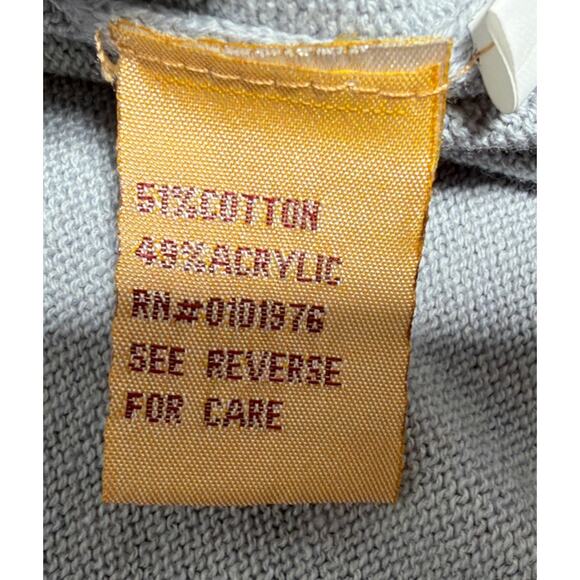 51%COTTON
49%ACRYLIC
RN#0101976
SEE REVERSE
FOR CARE